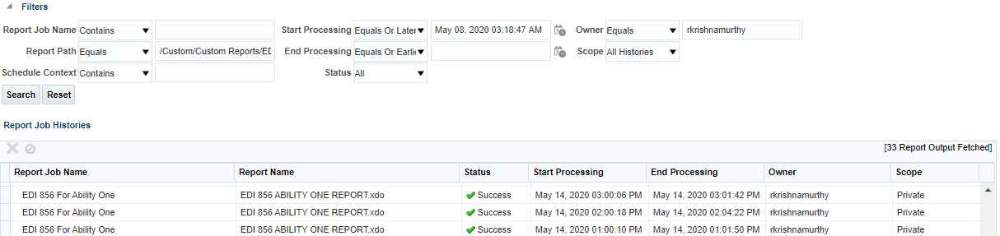 Filters
Report Job Name Contains Start Processing Equals Or Later May 08, 2020 03:18:47 AM Owner Equals rkrishnamurthy
Report Path Equals /Custom/Custom Reports/ED End Processing Equals Or Earlie Scope All Histories
Schedule Context Contains Status All
Search Reset
Report Job Histories
[33 Report Output Fetched]
Report Job Name Report Name Status Start Processing End Processing Owner Scope
EDI 856 For Ability One EDI 856 ABILITY ONE REPORT.xdo Success May 14, 2020 03:00:06 PM May 14, 2020 03:01:42 PM rkrishnamurthy Private
EDI 856 For Ability One EDI 856 ABILITY ONE REPORT.xdo Success May 14, 2020 02:00:18 PM May 14, 2020 02:04:22 PM rkrishnamurthy Private
EDI 856 For Ability One EDI 856 ABILITY ONE REPORT.xdo Success May 14, 2020 01:00:10 PM May 14, 2020 01:01:50 PM rkrishnamurthy Private